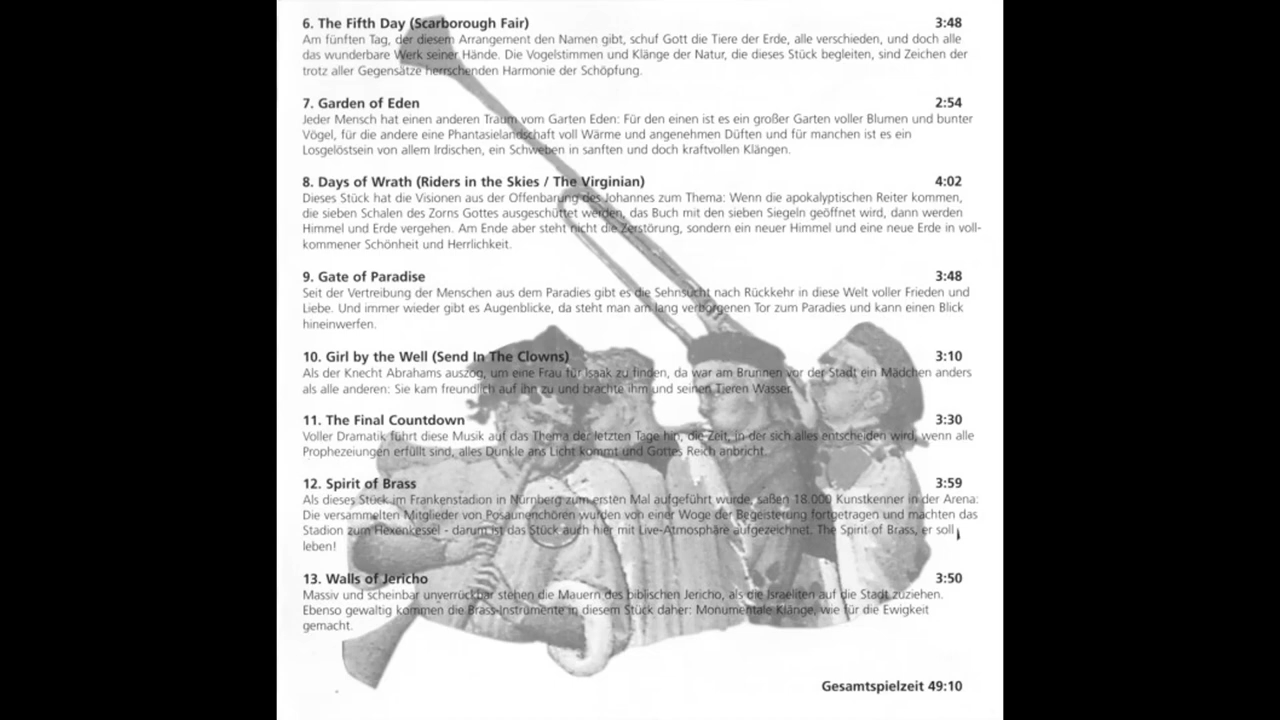 6. The Fifth Day (Scarborough Fair) 3:48
Am fünften Tag, der diesem Arrangement den Namen gibt, schuf Gott die Tiere der Erde, alle verschieden, und doch alle
das wunderbare Werk seiner Hände. Die Vogelstimmen und Klänge der Natur, die dieses Stück begleiten, sind Zeichen der
trotz aller Gegensätze herrschenden Harmonie der Schöpfung.
7. Garden of Eden 2:54
Jeder Mensch hat einen anderen Traum vom Garten Eden: Für den einen ist es ein großer Garten voller Blumen und bunter
Vögel, für die andere eine Phantasielandschaft voll Wärme und angenehmen Düften und für manchen ist es ein
Losgelöstsein von allem Irdischen, ein Schweben in sanften und doch kraftvollen Klängen.
8. Days of Wrath (Riders in the Skies / The Virginian) 4:02
Dieses Stück hat die Visionen aus der Offenbarung des Johannes zum Thema: Wenn die apokalyptischen Reiter kommen,
die sieben Schalen des Zorns Gottes ausgeschüttet werden, das Buch mit den sieben Siegeln geöffnet wird, dann werden
Himmel und Erde vergehen. Am Ende aber steht nicht die Zerstörung, sondern ein neuer Himmel und eine neue Erde in voll-
kommener Schönheit und Herrlichkeit.
9. Gate of Paradise 3:48
Seit der Vertreibung der Menschen aus dem Paradies gibt es die Sehnsucht nach Rückkehr in diese Welt voller Frieden und
Liebe. Und immer wieder gibt es Augenblicke, da steht man am lang verborgenen Tor zum Paradies und kann einen Blick
hineinwerfen.
10. Girl by the Well (Send In The Clowns) 3:10
Als der Knecht Abrahams auszog, um eine Frau für Isaak zu finden, da war am Brunnen vor der Stadt ein Mädchen anders
als alle anderen: Sie kam freundlich auf ihn zu und brachte ihm und seinen Tieren Wasser.
11. The Final Countdown 3:30
Voller Dramatik führt diese Musik auf das Thema der letzten Tage hin, die Zeit, in der sich alles entscheiden wird, wenn alle
Prophezeiungen erfüllt sind, alles Dunkle ans Licht kommt und Gottes Reich anbricht.
12. Spirit of Brass 3:59
Als dieses Stück im Frankenstadion in Nürnberg zum ersten Mal aufgeführt wurde, saßen 18.000 Kunstkenner in der Arena:
Die versammelten Mitglieder von Posaunenchören wurden von einer Woge der Begeisterung fortgetragen und machten das
Stadion zum Hexenkessel - darum ist das Stück auch hier mit Live-Atmosphäre aufgezeichnet. The Spirit of Brass, er soll
leben!
13. Walls of Jericho 3:50
Massiv und scheinbar unverrückbar stehen die Mauern des biblischen Jericho, als die Israeliten auf die Stadt zuziehen.
Ebenso gewaltig kommen die Brass-Instrumente in diesem Stück daher: Monumentale Klänge, wie für die Ewigkeit
gemacht.
Gesamtspielzeit 49:10